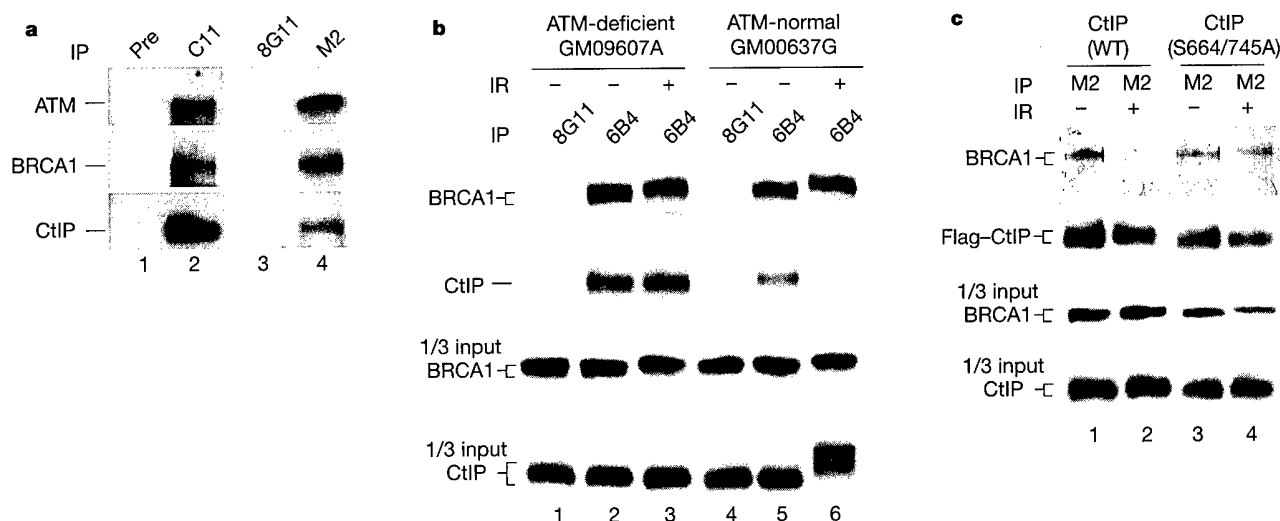 a
IP Pre C11 8G11 M2
ATM
BRCA1
CtIP
1 2 3 4
b
ATM-deficient ATM-normal
GM09607A GM00637G
IR – – + – – +
IP 8G11 6B4 6B4 8G11 6B4 6B4
BRCA1
CtIP
1/3 input
BRCA1
1/3 input
CtIP
1 2 3 4 5 6
c
CtIP CtIP
(WT) (S664/745A)
IP M2 M2 M2 M2
IR – + – +
BRCA1
Flag–CtIP
1/3 input
BRCA1
1/3 input
CtIP
1 2 3 4